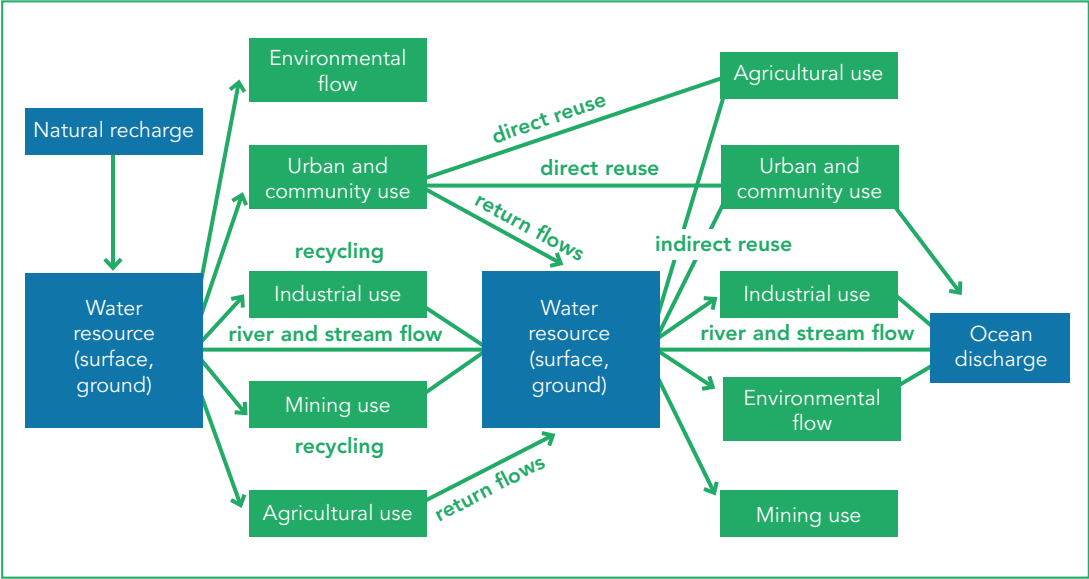 Natural recharge
Water
resource
(surface,
ground)
Environmental
flow
Urban and
community use
recycling
Industrial use
river and stream flow
Mining use
recycling
Agricultural use
direct reuse
direct reuse
return flows
return flows
Water
resource
(surface,
ground)
indirect reuse
Agricultural use
Urban and
community use
Industrial use
river and stream flow
Environmental
flow
Mining use
Ocean
discharge